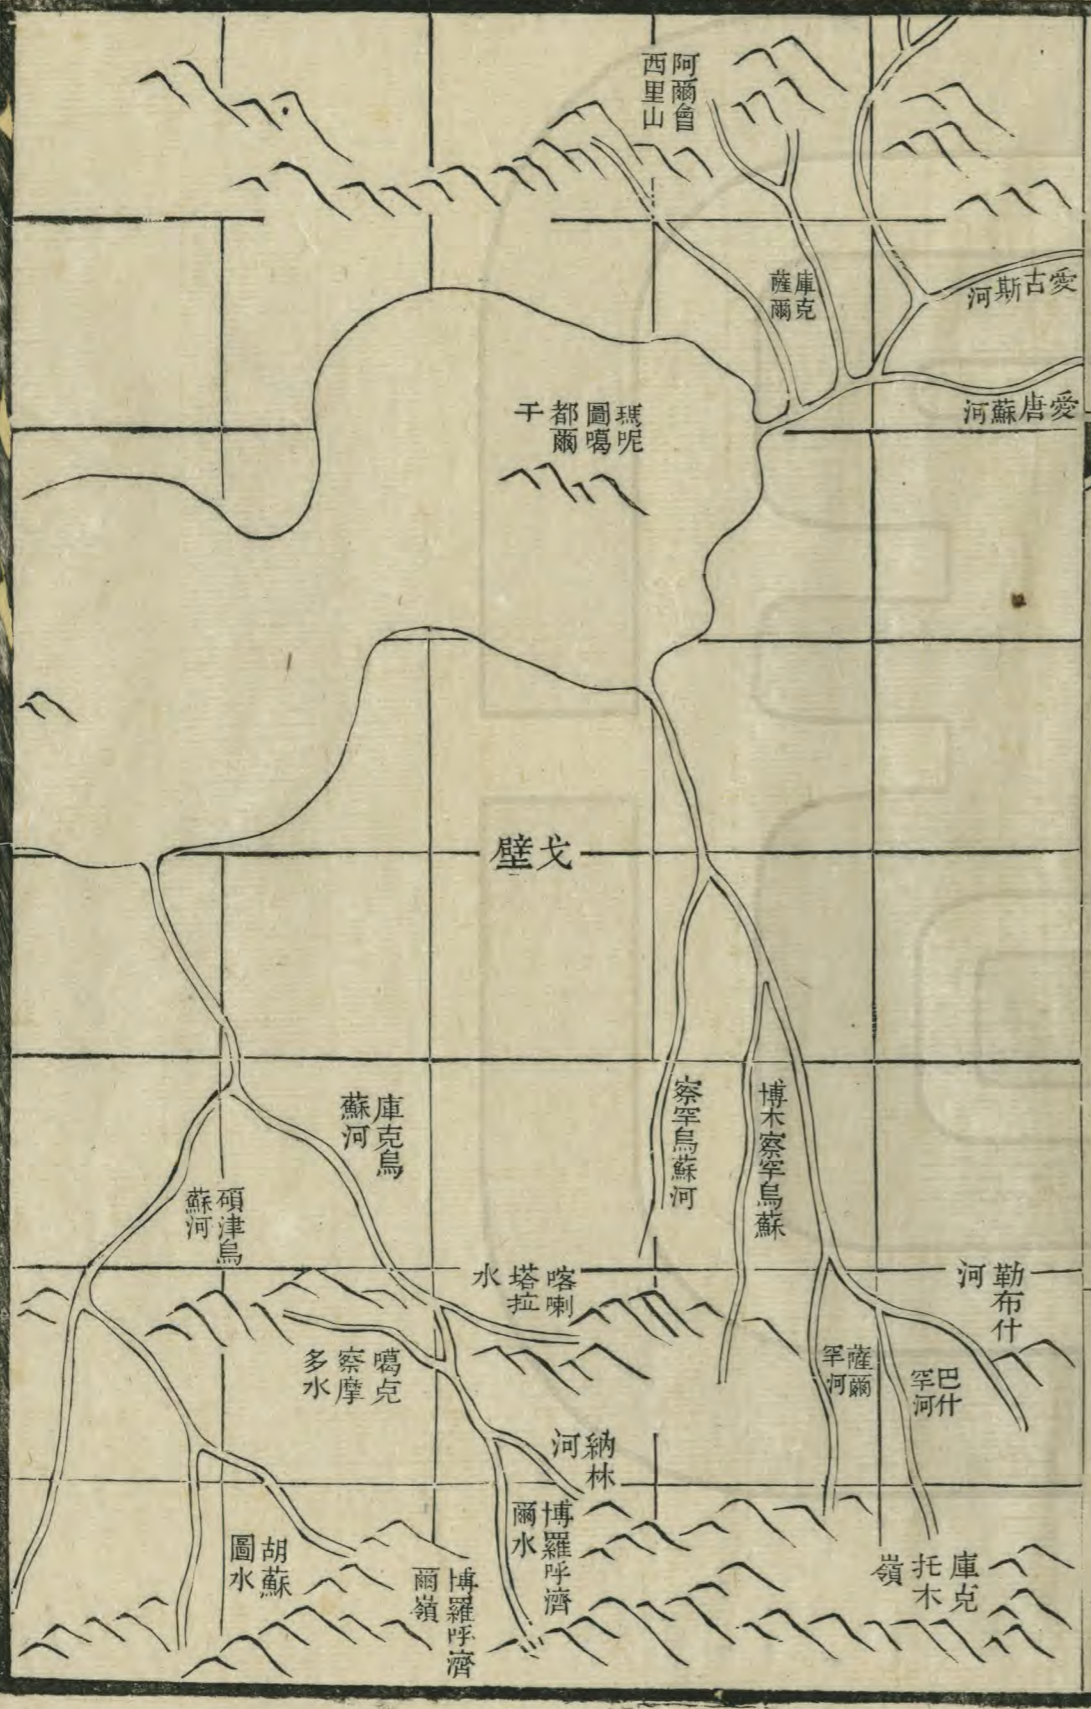 阿爾會
西里山
庫克
薩爾
愛古斯河
愛唐蘇河
瑪呢
圖噶
都爾
干
戈壁
庫克烏
蘇河
碩津烏
蘇河
察罕烏蘇河
博木察罕烏蘇
喀喇
塔拉
水
勒布什
河
噶克
察摩
多水
薩爾
罕河
巴什
罕河
納林
河
博羅呼濟
爾水
胡蘇
圖水
博羅呼濟
爾嶺
庫克
托木
嶺